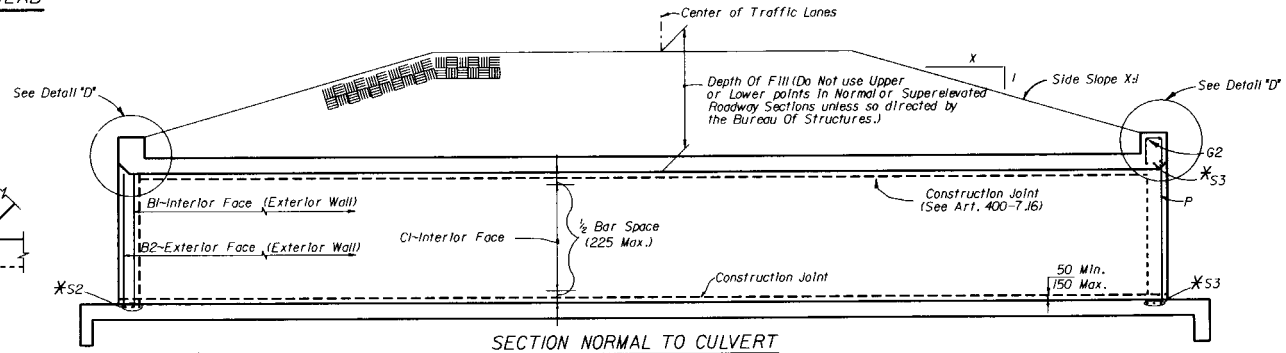 Center of Traffic Lanes
See Detail "D"
Depth Of Fill (Do Not use Upper
or Lower points in Normal or Superelevated
Roadway Sections unless so directed by
the Bureau Of Structures.)
X
1
Side Slope X:1
See Detail "D"
G2
*S3
P
B1~Interior Face (Exterior Wall)
B2~Exterior Face (Exterior Wall)
C1~Interior Face
½ Bar Space
(225 Max.)
Construction Joint
(See Art. 400-7.16)
Construction Joint
50 Min.
150 Max.
*S2
*S3
SECTION NORMAL TO CULVERT